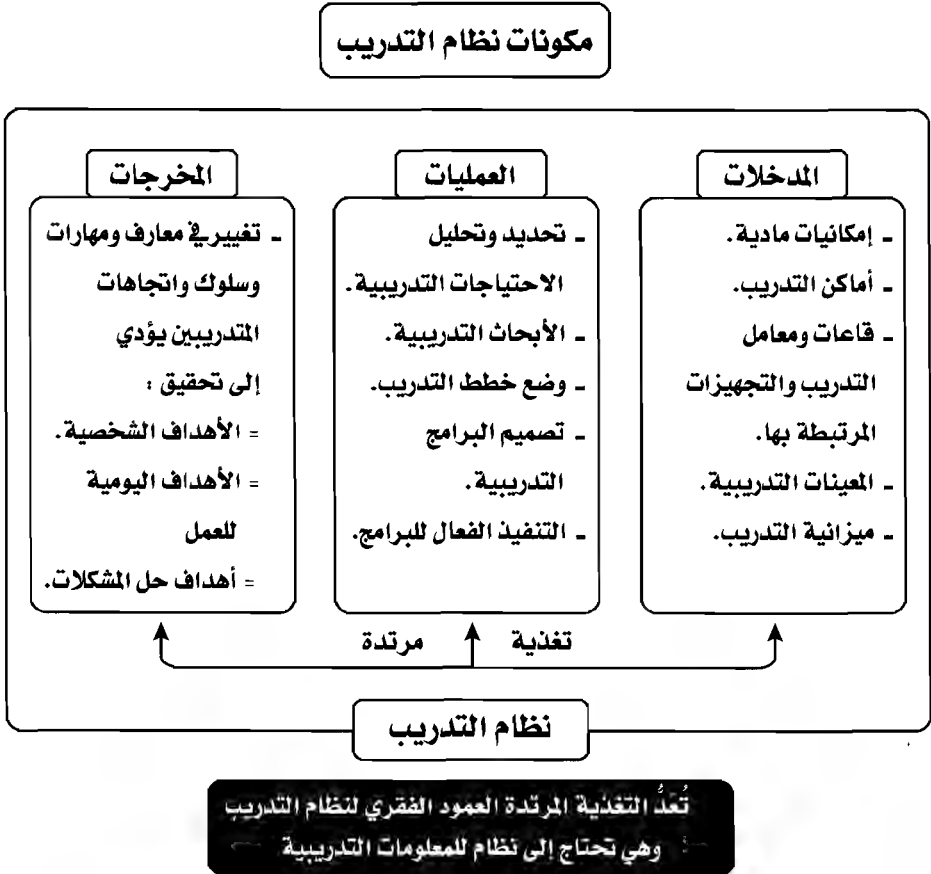 مكونات نظام التدريب
المدخلات
- إمكانيات مادية.
- أماكن التدريب.
- قاعات ومعامل
التدريب والتجهيزات
المرتبطة بها.
- المعينات التدريبية.
- ميزانية التدريب.
العمليات
- تحديد وتحليل
الاحتياجات التدريبية.
- الأبحاث التدريبية.
- وضع خطط التدريب.
- تصميم البرامج
التدريبية.
- التنفيذ الفعال للبرامج.
المخرجات
- تغيير في معارف ومهارات
وسلوك واتجاهات
المتدربين يؤدي
إلى تحقيق :
= الأهداف الشخصية.
= الأهداف اليومية
للعمل
= أهداف حل المشكلات.
تغذية مرتدة
نظام التدريب
تُعَدُّ التغذية المرتدة العمود الفقري لنظام التدريب
وهي تحتاج إلى نظام للمعلومات التدريبية